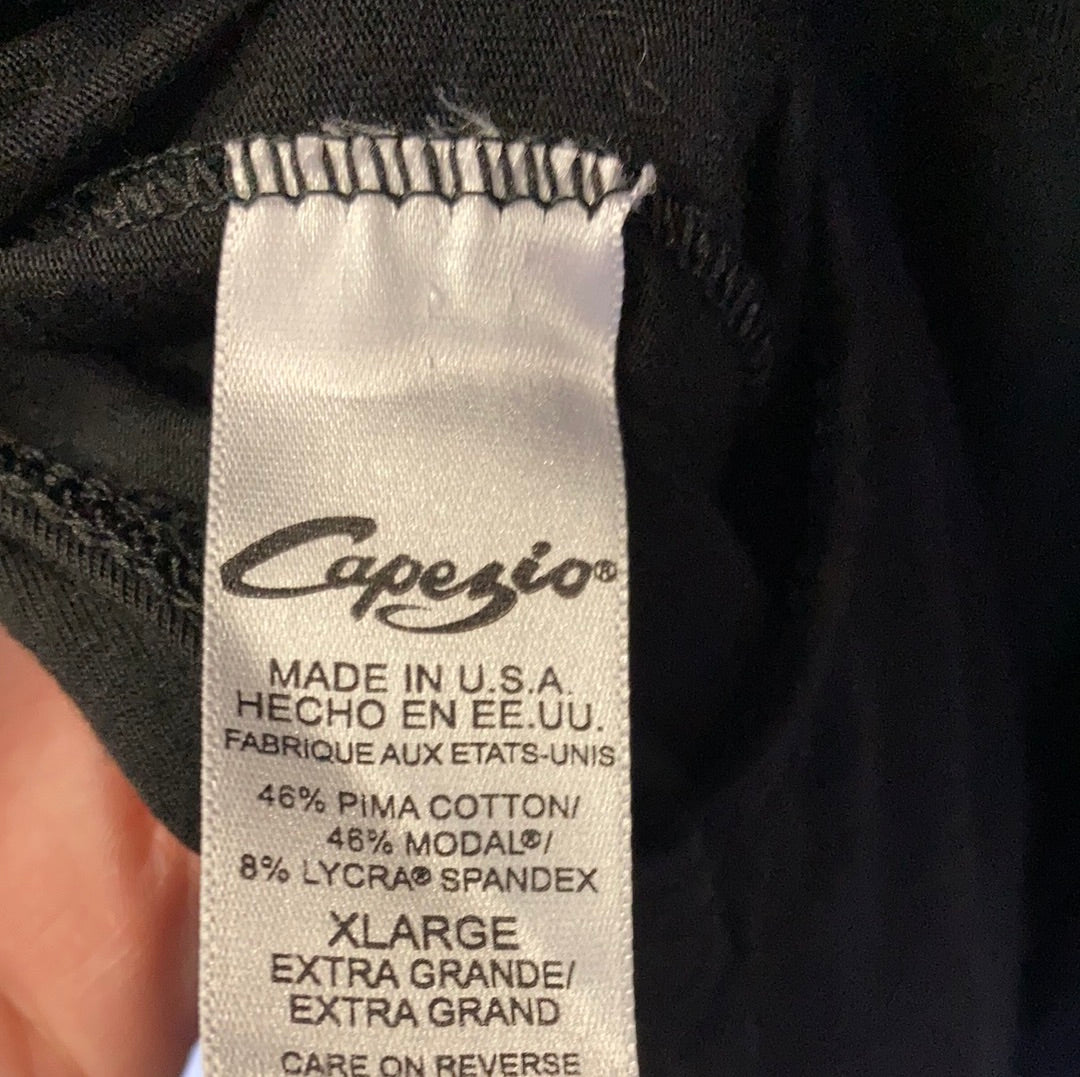 Capezio®
MADE IN U.S.A.
HECHO EN EE.UU.
FABRIQUE AUX ETATS-UNIS
46% PIMA COTTON/
46% MODAL®/
8% LYCRA® SPANDEX
XLARGE
EXTRA GRANDE/
EXTRA GRAND
CARE ON REVERSE